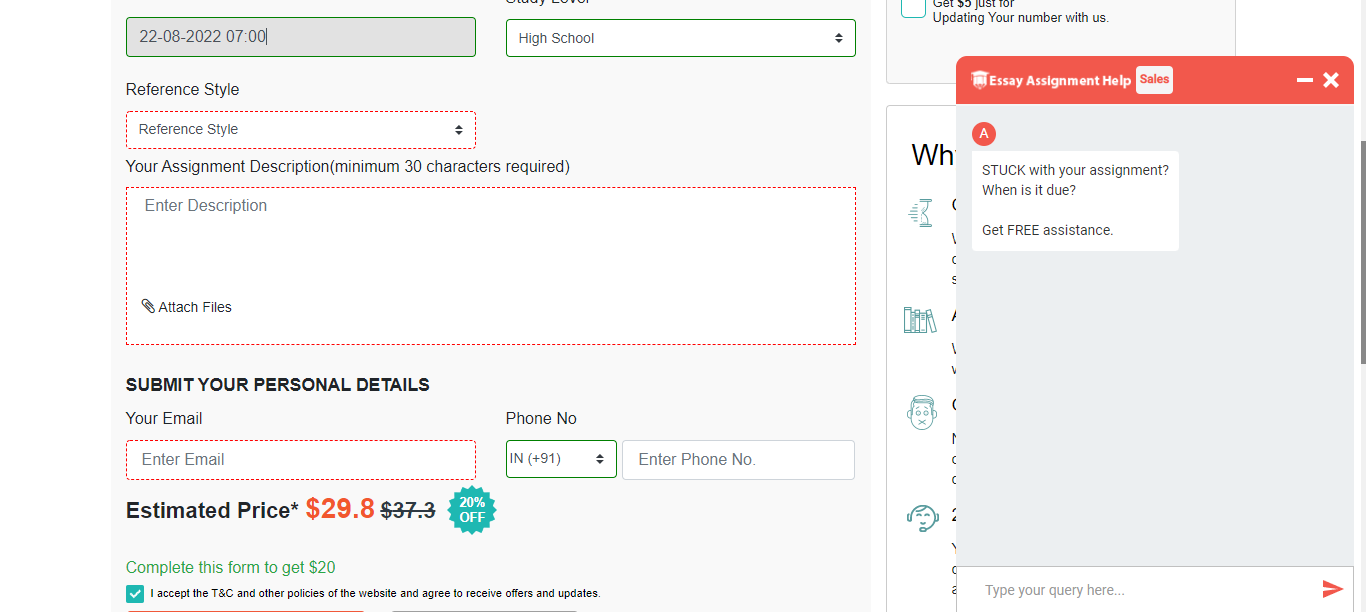 Study Level
22-08-2022 07:00
High School
Reference Style
Reference Style
Your Assignment Description(minimum 30 characters required)
Enter Description
Attach Files
SUBMIT YOUR PERSONAL DETAILS
Your Email
Phone No
Enter Email
IN (+91)
Enter Phone No.
Estimated Price* $29.8 $37.3
20%
OFF
Complete this form to get $20
I accept the T&C and other policies of the website and agree to receive offers and updates.
Get $5 just for
Updating Your number with us.
Essay Assignment Help Sales
A
STUCK with your assignment?
When is it due?
Get FREE assistance.
Type your query here...